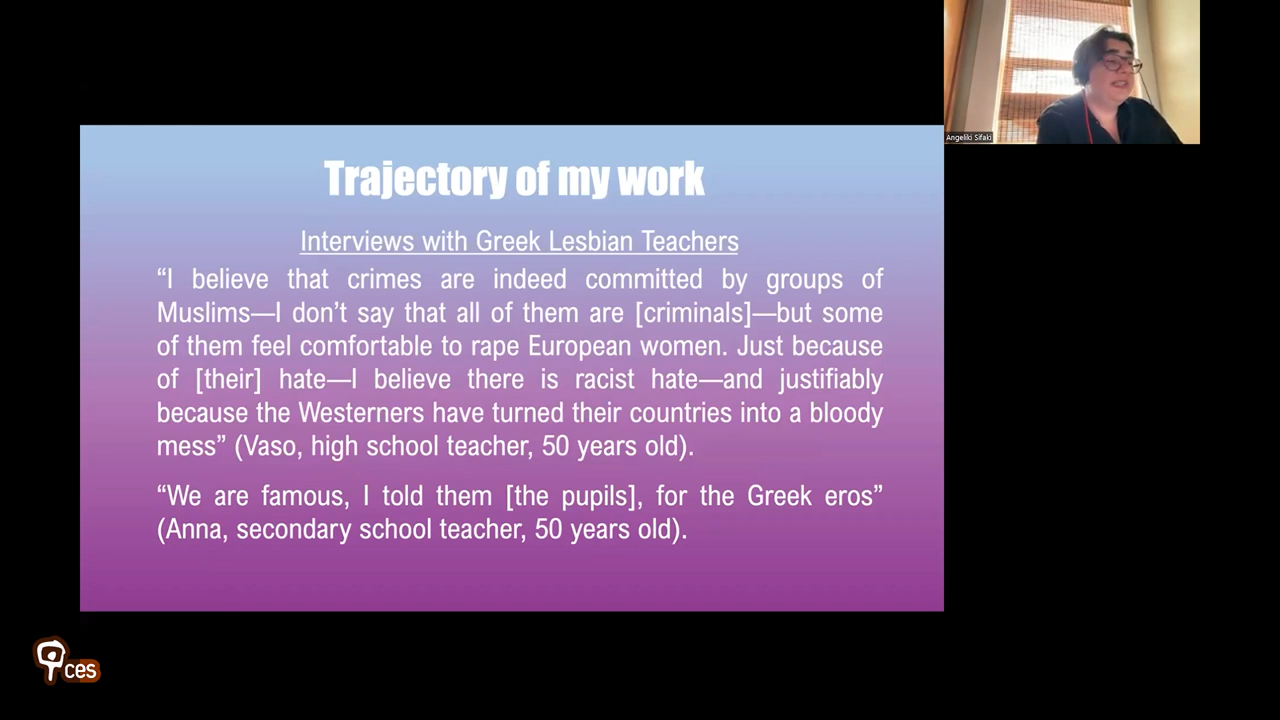 Angeliki Sifaki
Trajectory of my work
Interviews with Greek Lesbian Teachers
“I believe that crimes are indeed committed by groups of
Muslims—I don’t say that all of them are [criminals]—but some
of them feel comfortable to rape European women. Just because
of [their] hate—I believe there is racist hate—and justifiably
because the Westerners have turned their countries into a bloody
mess” (Vaso, high school teacher, 50 years old).
“We are famous, I told them [the pupils], for the Greek eros”
(Anna, secondary school teacher, 50 years old).
ces